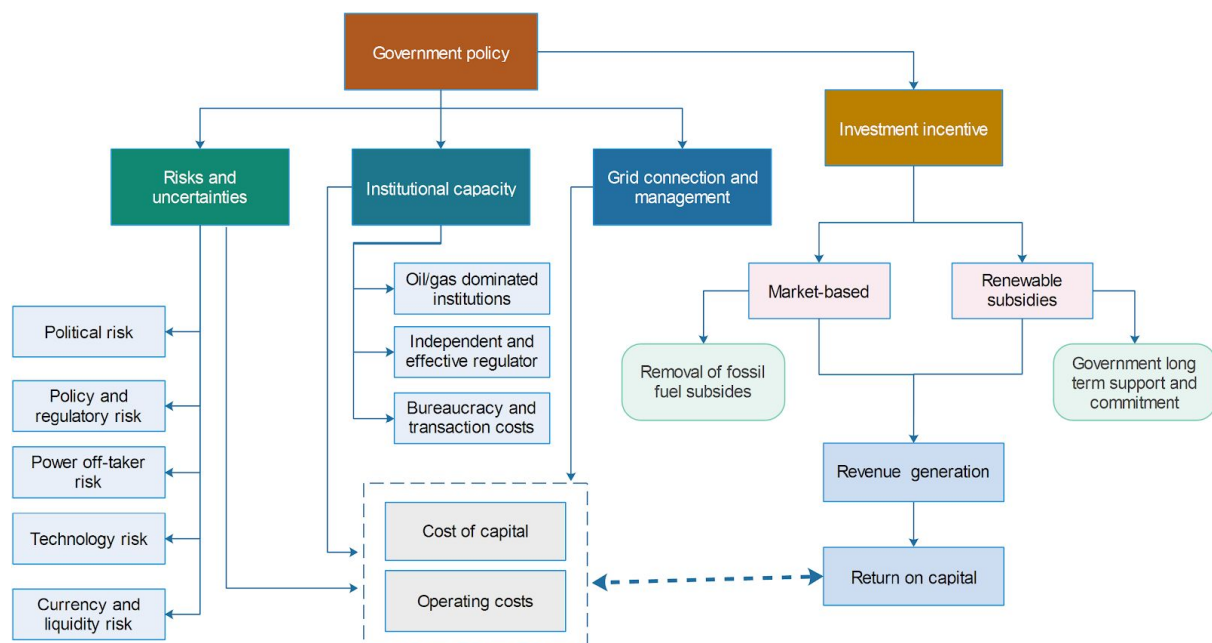 Government policy
Investment incentive
Risks and
uncertainties
Institutional capacity
Grid connection and
management
Oil/gas dominated
institutions
Independent and
effective regulator
Bureaucracy and
transaction costs
Political risk
Policy and
regulatory risk
Power off-taker
risk
Technology risk
Currency and
liquidity risk
Market-based
Renewable
subsidies
Removal of fossil
fuel subsides
Government long
term support and
commitment
Revenue generation
Cost of capital
Operating costs
Return on capital